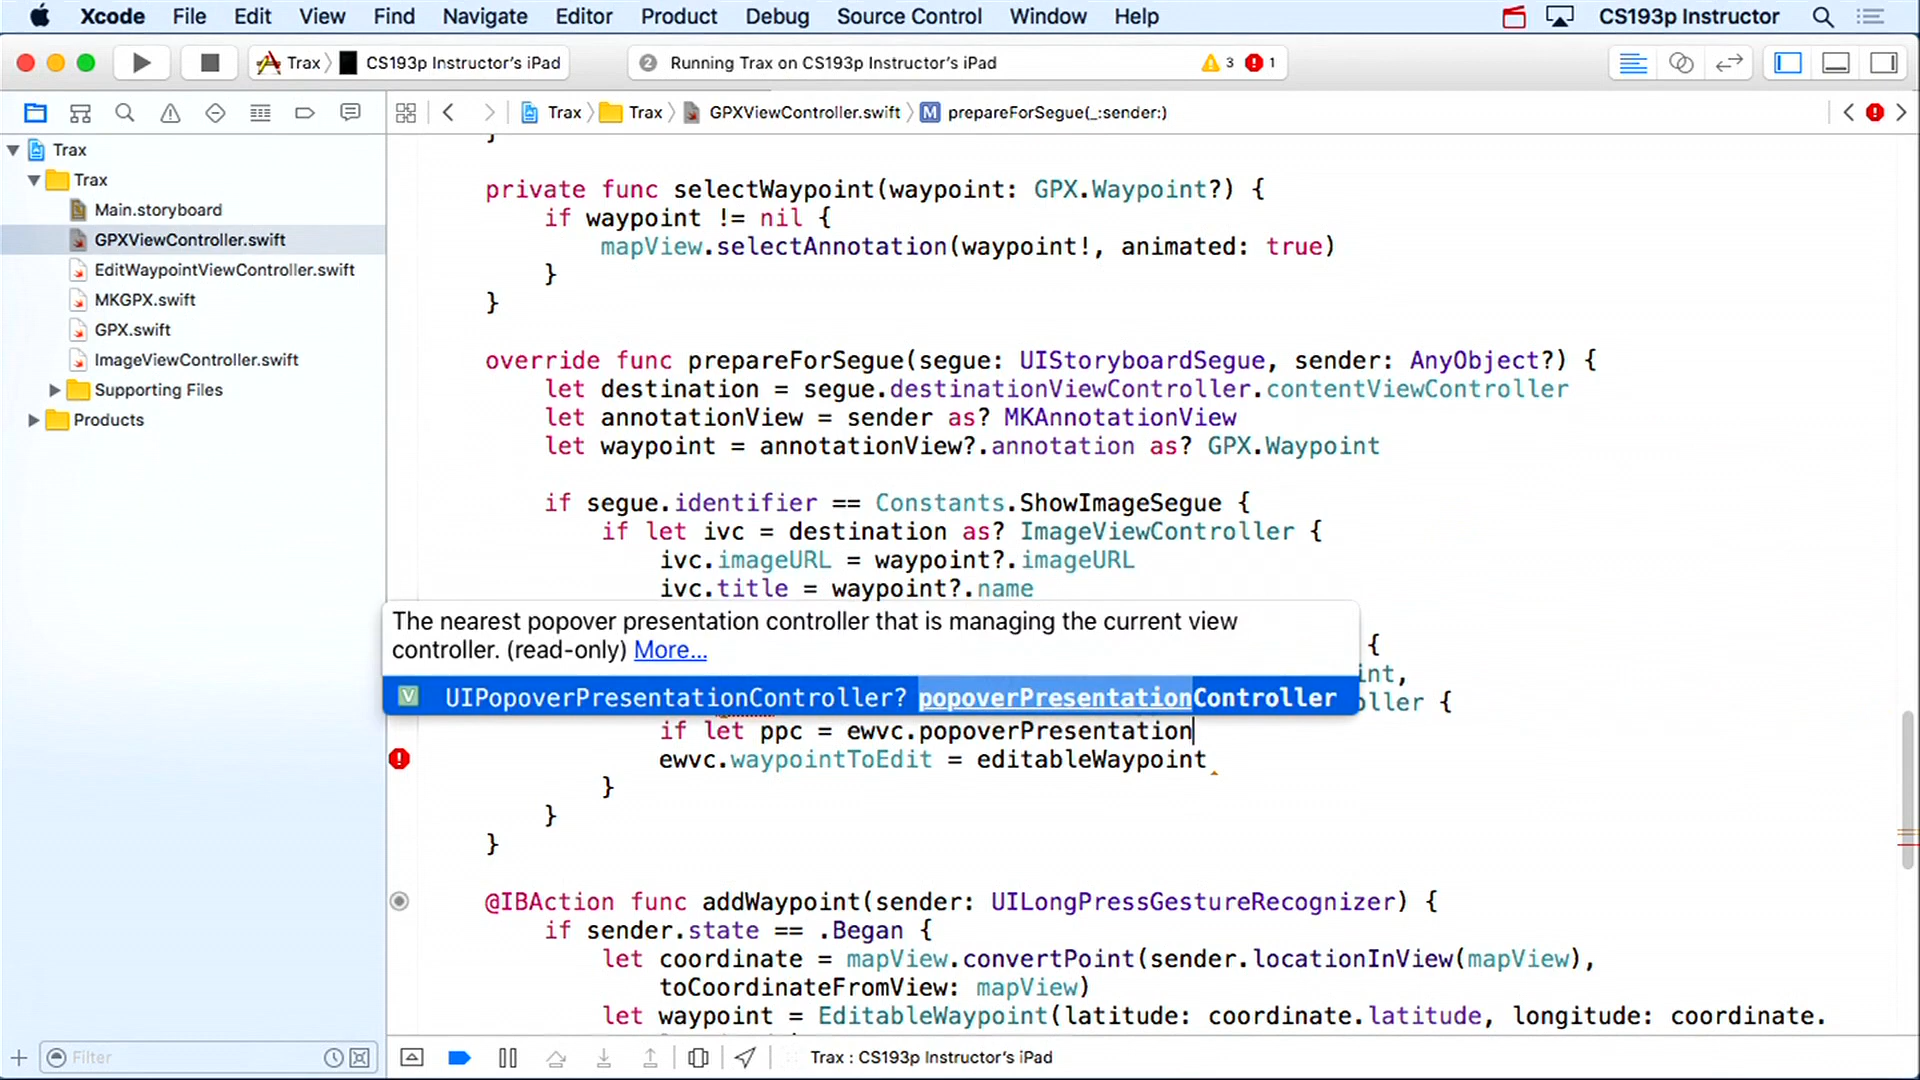 Xcode File Edit View Find Navigate Editor Product Debug Source Control Window Help CS193p Instructor
Trax CS193p Instructor's iPad 2 Running Trax on CS193p Instructor's iPad 3 1
Trax Trax GPXViewController.swift M prepareForSegue(_:sender:)
Trax
Trax
Main.storyboard
GPXViewController.swift
EditWaypointViewController.swift
MKGPX.swift
GPX.swift
ImageViewController.swift
Supporting Files
Products
}
private func selectWaypoint(waypoint: GPX.Waypoint?) {
if waypoint != nil {
mapView.selectAnnotation(waypoint!, animated: true)
}
}
override func prepareForSegue(segue: UIStoryboardSegue, sender: AnyObject?) {
let destination = segue.destinationViewController.contentViewController
let annotationView = sender as? MKAnnotationView
let waypoint = annotationView?.annotation as? GPX.Waypoint
if segue.identifier == Constants.ShowImageSegue {
if let ivc = destination as? ImageViewController {
ivc.imageURL = waypoint?.imageURL
ivc.title = waypoint?.name
The nearest popover presentation controller that is managing the current view
controller. (read-only) More...
{
int,
oller {
V UIPopoverPresentationController? popoverPresentationController
if let ppc = ewvc.popoverPresentation
ewvc.waypointToEdit = editableWaypoint
}
}
}
@IBAction func addWaypoint(sender: UILongPressGestureRecognizer) {
if sender.state == .Began {
let coordinate = mapView.convertPoint(sender.locationInView(mapView),
toCoordinateFromView: mapView)
let waypoint = EditableWaypoint(latitude: coordinate.latitude, longitude: coordinate.
Filter
Trax : CS193p Instructor's iPad